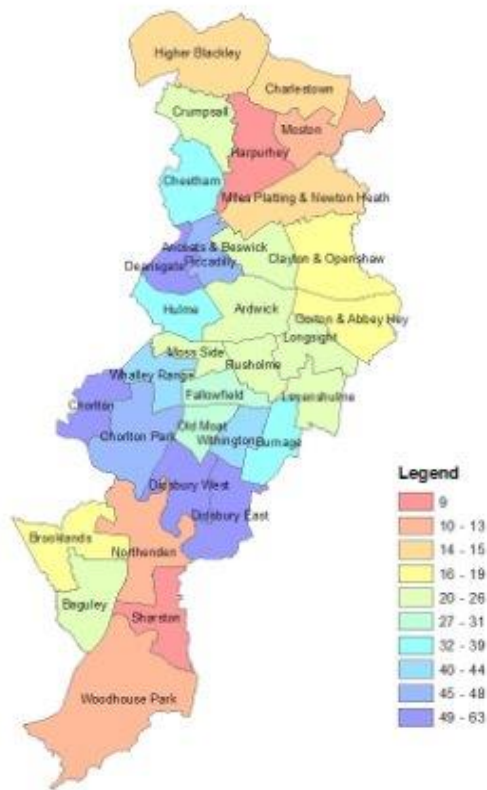 Higher Blackley
Charlestown
Crumpsall
Moston
Harpurhey
Cheetham
Miles Platting & Newton Heath
Ancoats & Beswick
Clayton & Openshaw
Piccadilly
Deansgate
Hulme
Ardwick
Gorton & Abbey Hey
Longsight
Moss Side
Rusholme
Whalley Range
Fallowfield
Levenshulme
Chorlton
Old Moat
Chorlton Park
Withington
Burnage
Didsbury West
Didsbury East
Brooklands
Northenden
Baguley
Sharston
Woodhouse Park
Legend
9
10 - 13
14 - 15
16 - 19
20 - 26
27 - 31
32 - 39
40 - 44
45 - 48
49 - 63